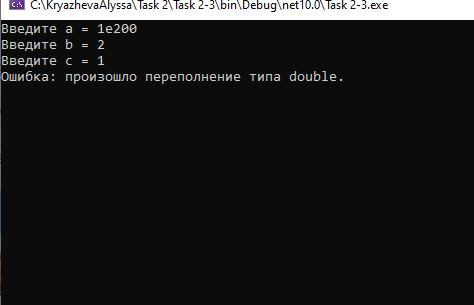 C:\KryazhevaAlyssa\Task 2\Task 2-3\bin\Debug\net10.0\Task 2-3.exe
Введите a = 1e200
Введите b = 2
Введите c = 1
Ошибка: произошло переполнение типа double.